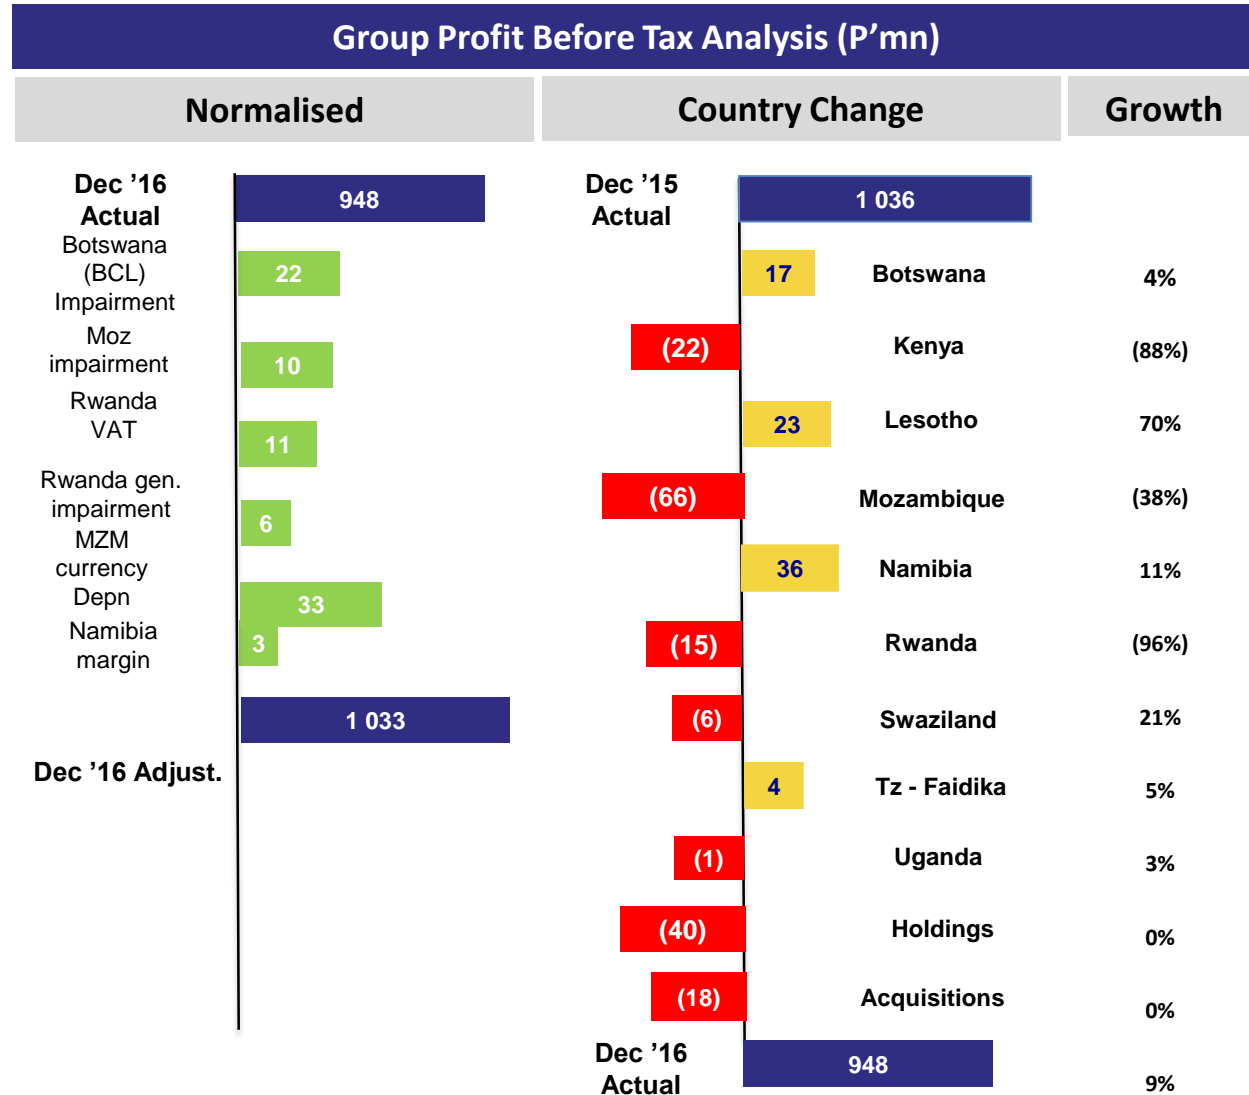 Group Profit Before Tax Analysis (P’mn)
Normalised
Country Change
Growth
Dec ’16
Actual
948
Botswana
(BCL)
Impairment
22
Moz
impairment
10
Rwanda
VAT
11
Rwanda gen.
impairment
6
MZM
currency
Depn
33
Namibia
margin
3
1 033
Dec ’16 Adjust.
Dec ’15
Actual
1 036
17 Botswana 4%
(22) Kenya (88%)
23 Lesotho 70%
(66) Mozambique (38%)
36 Namibia 11%
(15) Rwanda (96%)
(6) Swaziland 21%
4 Tz - Faidika 5%
(1) Uganda 3%
(40) Holdings 0%
(18) Acquisitions 0%
Dec ’16
Actual
948
9%